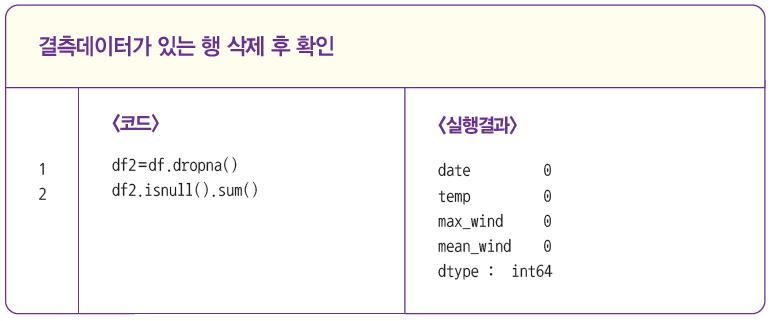 결측데이터가 있는 행 삭제 후 확인
<코드>
1 df2=df.dropna()
2 df2.isnull().sum()
<실행결과>
date 0
temp 0
max_wind 0
mean_wind 0
dtype : int64